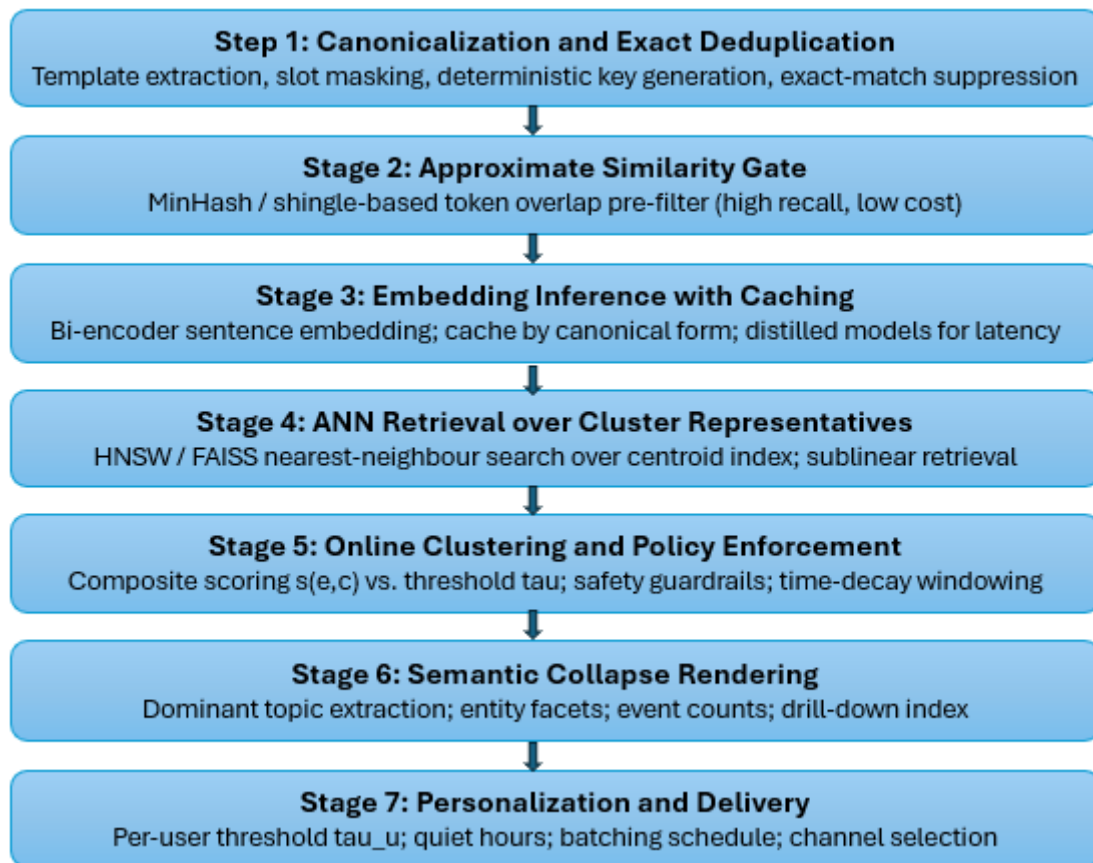 Step 1: Canonicalization and Exact Deduplication
Template extraction, slot masking, deterministic key generation, exact-match suppression
Stage 2: Approximate Similarity Gate
MinHash / shingle-based token overlap pre-filter (high recall, low cost)
Stage 3: Embedding Inference with Caching
Bi-encoder sentence embedding; cache by canonical form; distilled models for latency
Stage 4: ANN Retrieval over Cluster Representatives
HNSW / FAISS nearest-neighbour search over centroid index; sublinear retrieval
Stage 5: Online Clustering and Policy Enforcement
Composite scoring s(e,c) vs. threshold tau; safety guardrails; time-decay windowing
Stage 6: Semantic Collapse Rendering
Dominant topic extraction; entity facets; event counts; drill-down index
Stage 7: Personalization and Delivery
Per-user threshold tau_u; quiet hours; batching schedule; channel selection